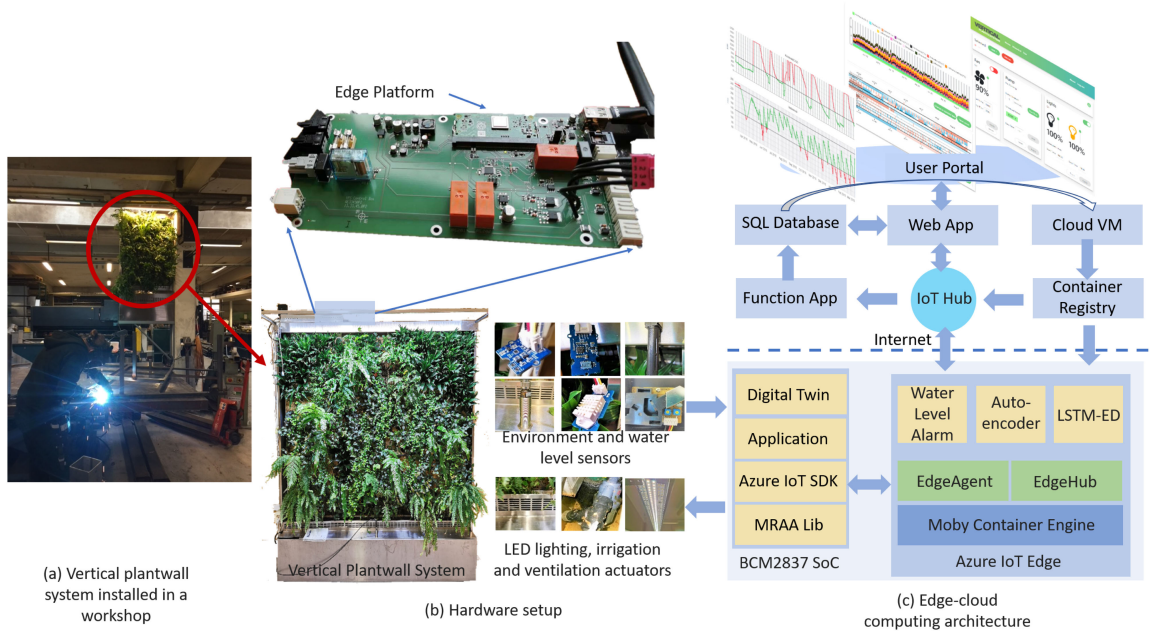 Edge Platform
VERTICAL
90%
100%
100%
User Portal
SQL Database
Web App
Cloud VM
Function App
IoT Hub
Container
Registry
Internet
Digital Twin
Application
Azure IoT SDK
MRAA Lib
BCM2837 SoC
Water
Level
Alarm
Auto-
encoder
LSTM-ED
EdgeAgent
EdgeHub
Moby Container Engine
Azure IoT Edge
Environment and water
level sensors
LED lighting, irrigation
and ventilation actuators
Vertical Plantwall System
(a) Vertical plantwall
system installed in a
workshop
(b) Hardware setup
(c) Edge-cloud
computing architecture